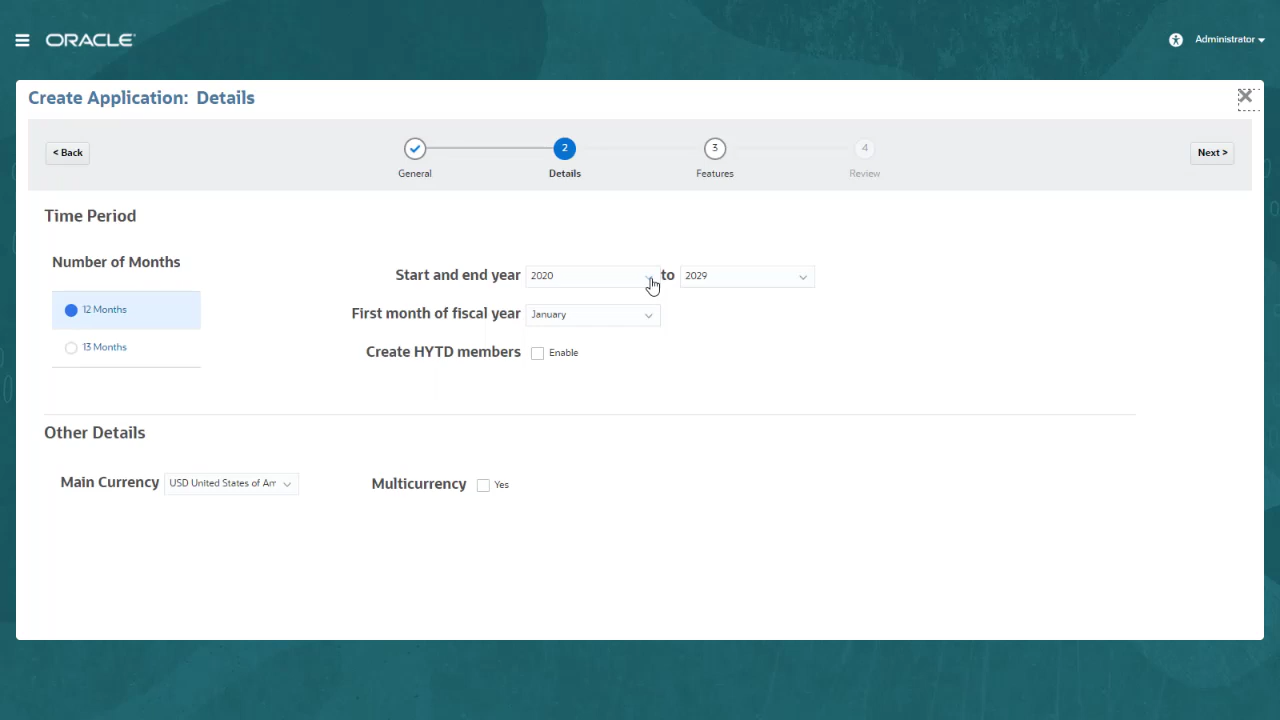 ORACLE
Administrator
Create Application: Details
< Back
2
3
4
Next >
General
Details
Features
Review
Time Period
Number of Months
12 Months
13 Months
Start and end year 2020 to 2029
First month of fiscal year January
Create HYTD members Enable
Other Details
Main Currency USD United States of Am
Multicurrency Yes